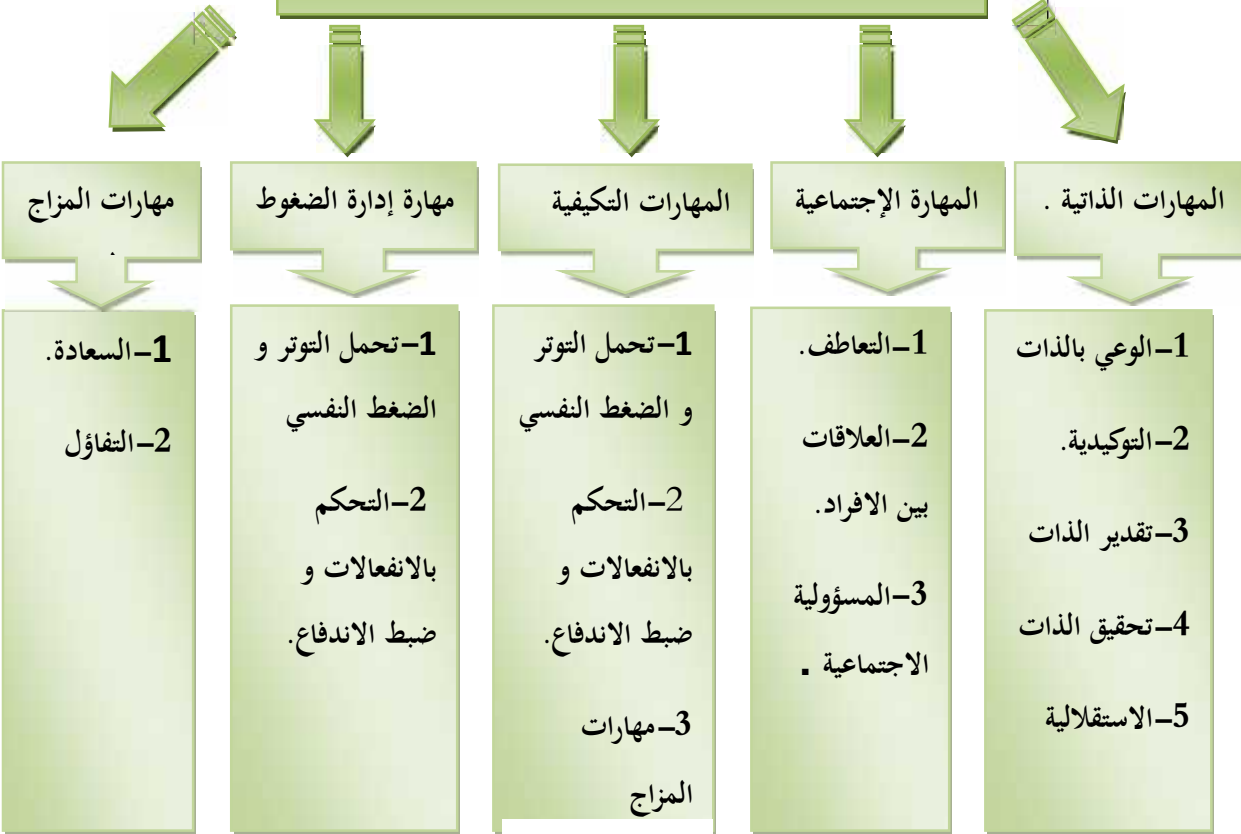 المهارات الذاتية .
المهارة الإجتماعية
المهارات التكيفية
مهارة إدارة الضغوط
مهارات المزاج
.
1–الوعي بالذات
2–التوكيدية.
3–تقدير الذات
4–تحقيق الذات
5–الاستقلالية
1–التعاطف.
2–العلاقات
بين الافراد.
3–المسؤولية
الاجتماعية .
1–تحمل التوتر
و الضغط النفسي
2–التحكم
بالانفعالات و
ضبط الاندفاع.
3–مهارات
المزاج
1–تحمل التوتر و
الضغط النفسي
2–التحكم
بالانفعالات و
ضبط الاندفاع.
1–السعادة.
2–التفاؤل